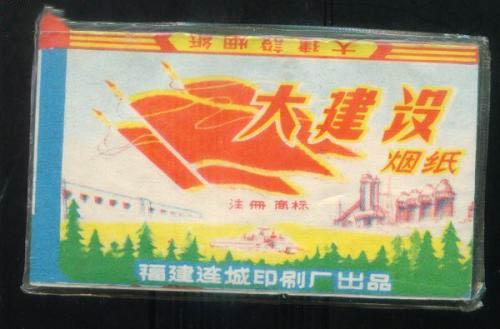 大建設烟纸
大建设
烟纸
注册商标
福建连城印刷厂出品